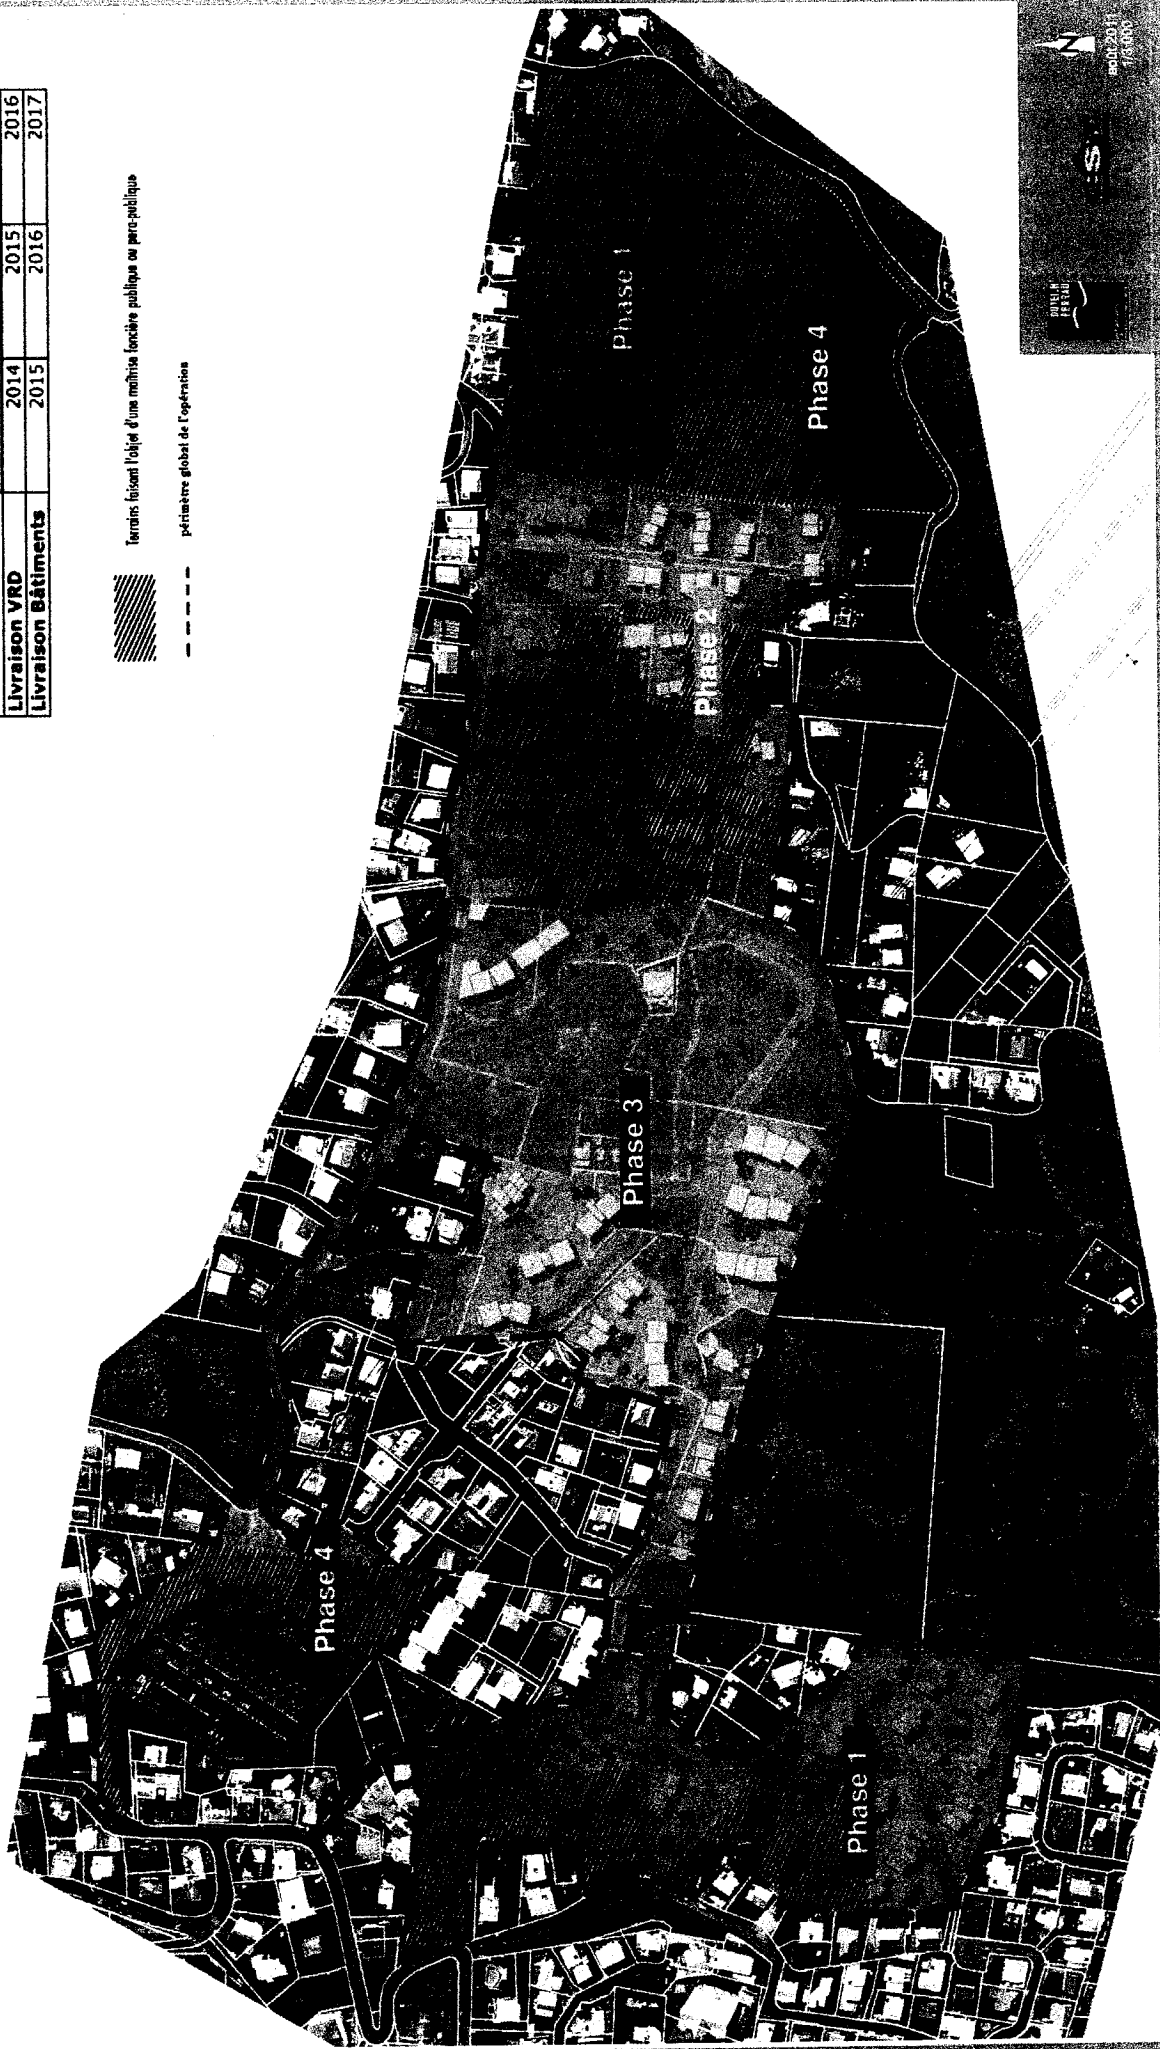 Livraison VRD 2014 2015 2016
Livraison Bâtiments 2015 2016 2017
Terrains faisant l'objet d'une maîtrise foncière publique ou para-publique
périmètre global de l'opération
Phase 1
Phase 4
Phase 2
Phase 3
Phase 4
Phase 1
N
août 2011